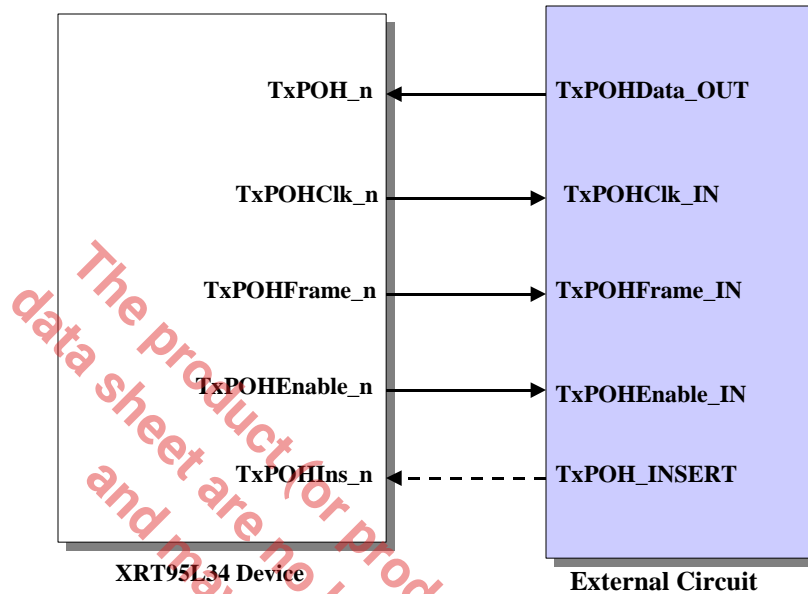 TxPOH_n
TxPOHData_OUT
TxPOHClk_n
TxPOHClk_IN
TxPOHFrame_n
TxPOHFrame_IN
TxPOHEnable_n
TxPOHEnable_IN
TxPOHIns_n
TxPOH_INSERT
XRT95L34 Device
External Circuit
The product (or prod
data sheet are no
and may